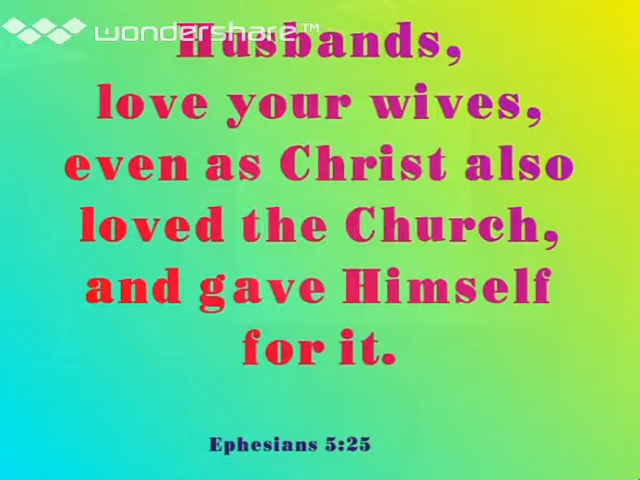 wondershare™
Husbands,
love your wives,
even as Christ also
loved the Church,
and gave Himself
for it.
Ephesians 5:25